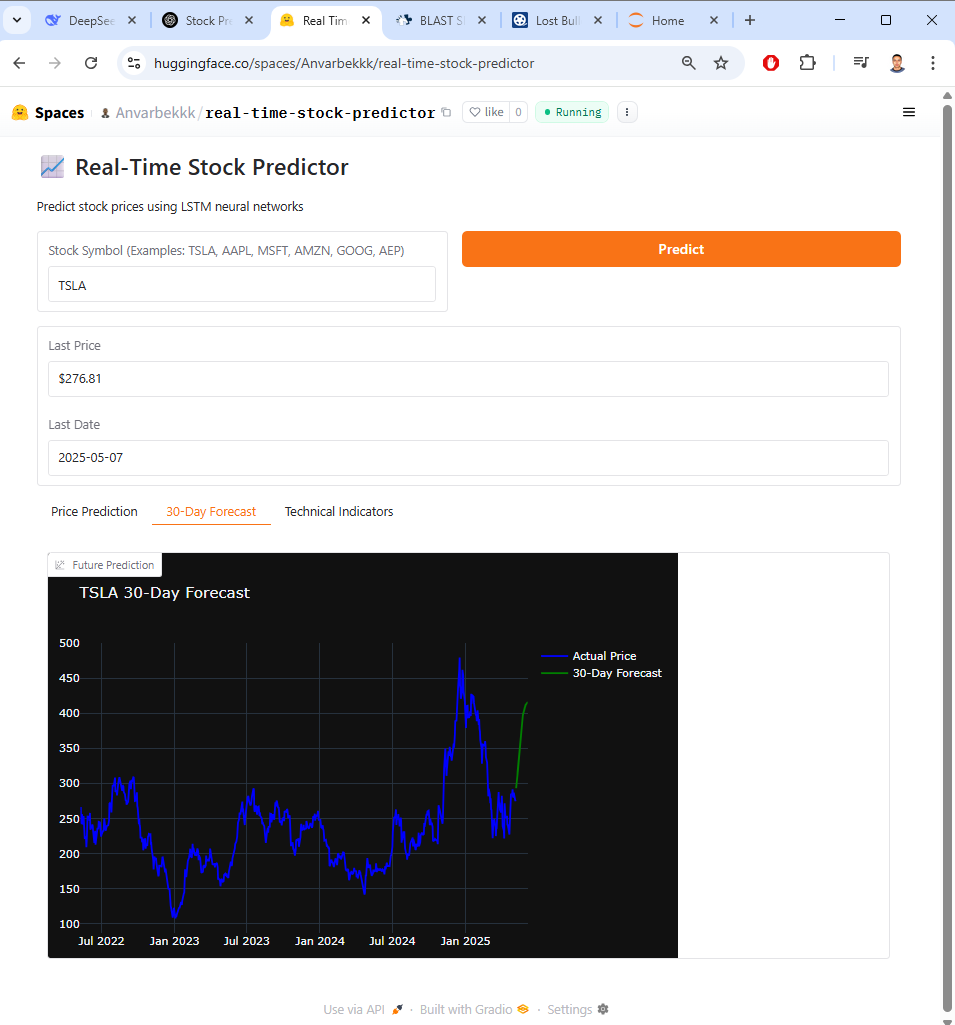 DeepSee
Stock Pr
Real Tim
BLAST S
Lost Bull
Home
huggingface.co/spaces/Anvarbekkk/real-time-stock-predictor
Spaces
Anvarbekkk/real-time-stock-predictor
like
0
Running
📈 Real-Time Stock Predictor
Predict stock prices using LSTM neural networks
Stock Symbol (Examples: TSLA, AAPL, MSFT, AMZN, GOOG, AEP)
TSLA
Predict
Last Price
$276.81
Last Date
2025-05-07
Price Prediction
30-Day Forecast
Technical Indicators
Future Prediction
TSLA 30-Day Forecast
500
450
400
350
300
250
200
150
100
Jul 2022
Jan 2023
Jul 2023
Jan 2024
Jul 2024
Jan 2025
Actual Price
30-Day Forecast
Use via API 🚀 · Built with Gradio · Settings